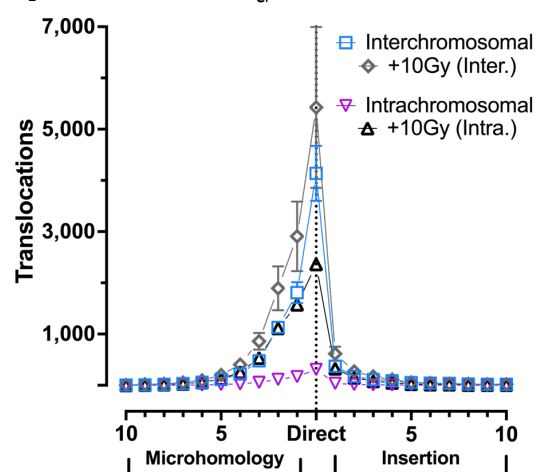 7,000
5,000
3,000
1,000
Translocations
Interchromosomal
+10Gy (Inter.)
Intrachromosomal
+10Gy (Intra.)
10 5 Direct 5 10
Microhomology Insertion